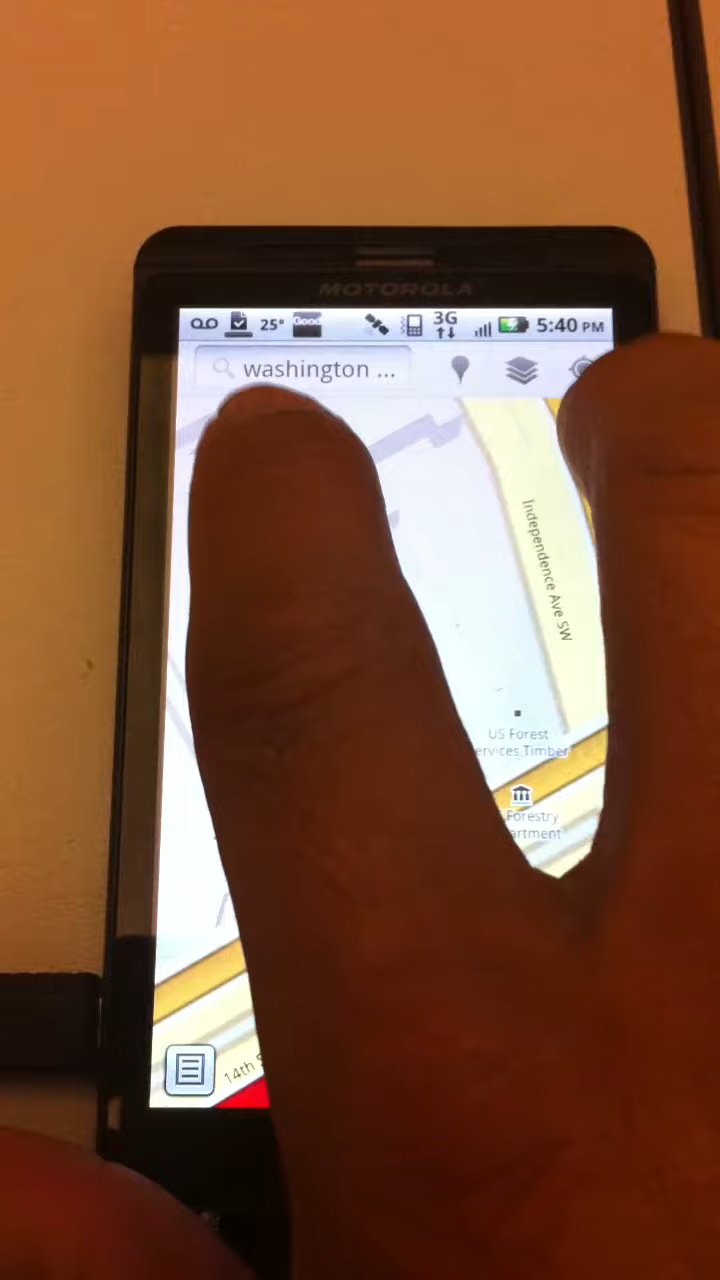 MOTOROLA
25° Good 3G 5:40 PM
washington ...
Independence Ave SW
US Forest
ervices Timber
Forestry
artment
14th S